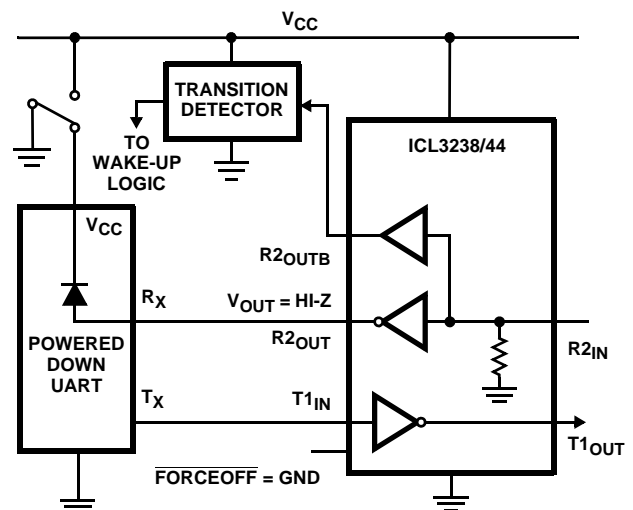 VCC
TRANSITION
DETECTOR
TO
WAKE-UP
LOGIC
ICL3238/44
VCC
R2OUTB
RX
VOUT = HI-Z
R2OUT
R2IN
POWERED
DOWN
UART
TX
T1IN
T1OUT
FORCEOFF = GND